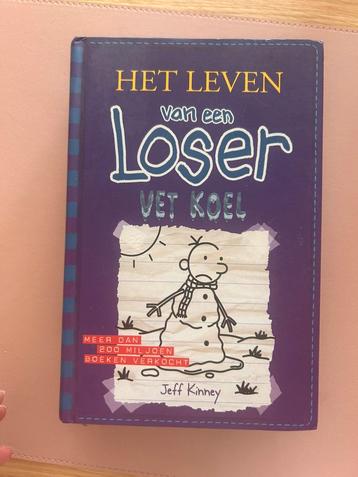 HET LEVEN
van een
Loser
VET KOEL
MEER DAN
200 MILJOEN
BOEKEN VERKOCHT
Jeff Kinney